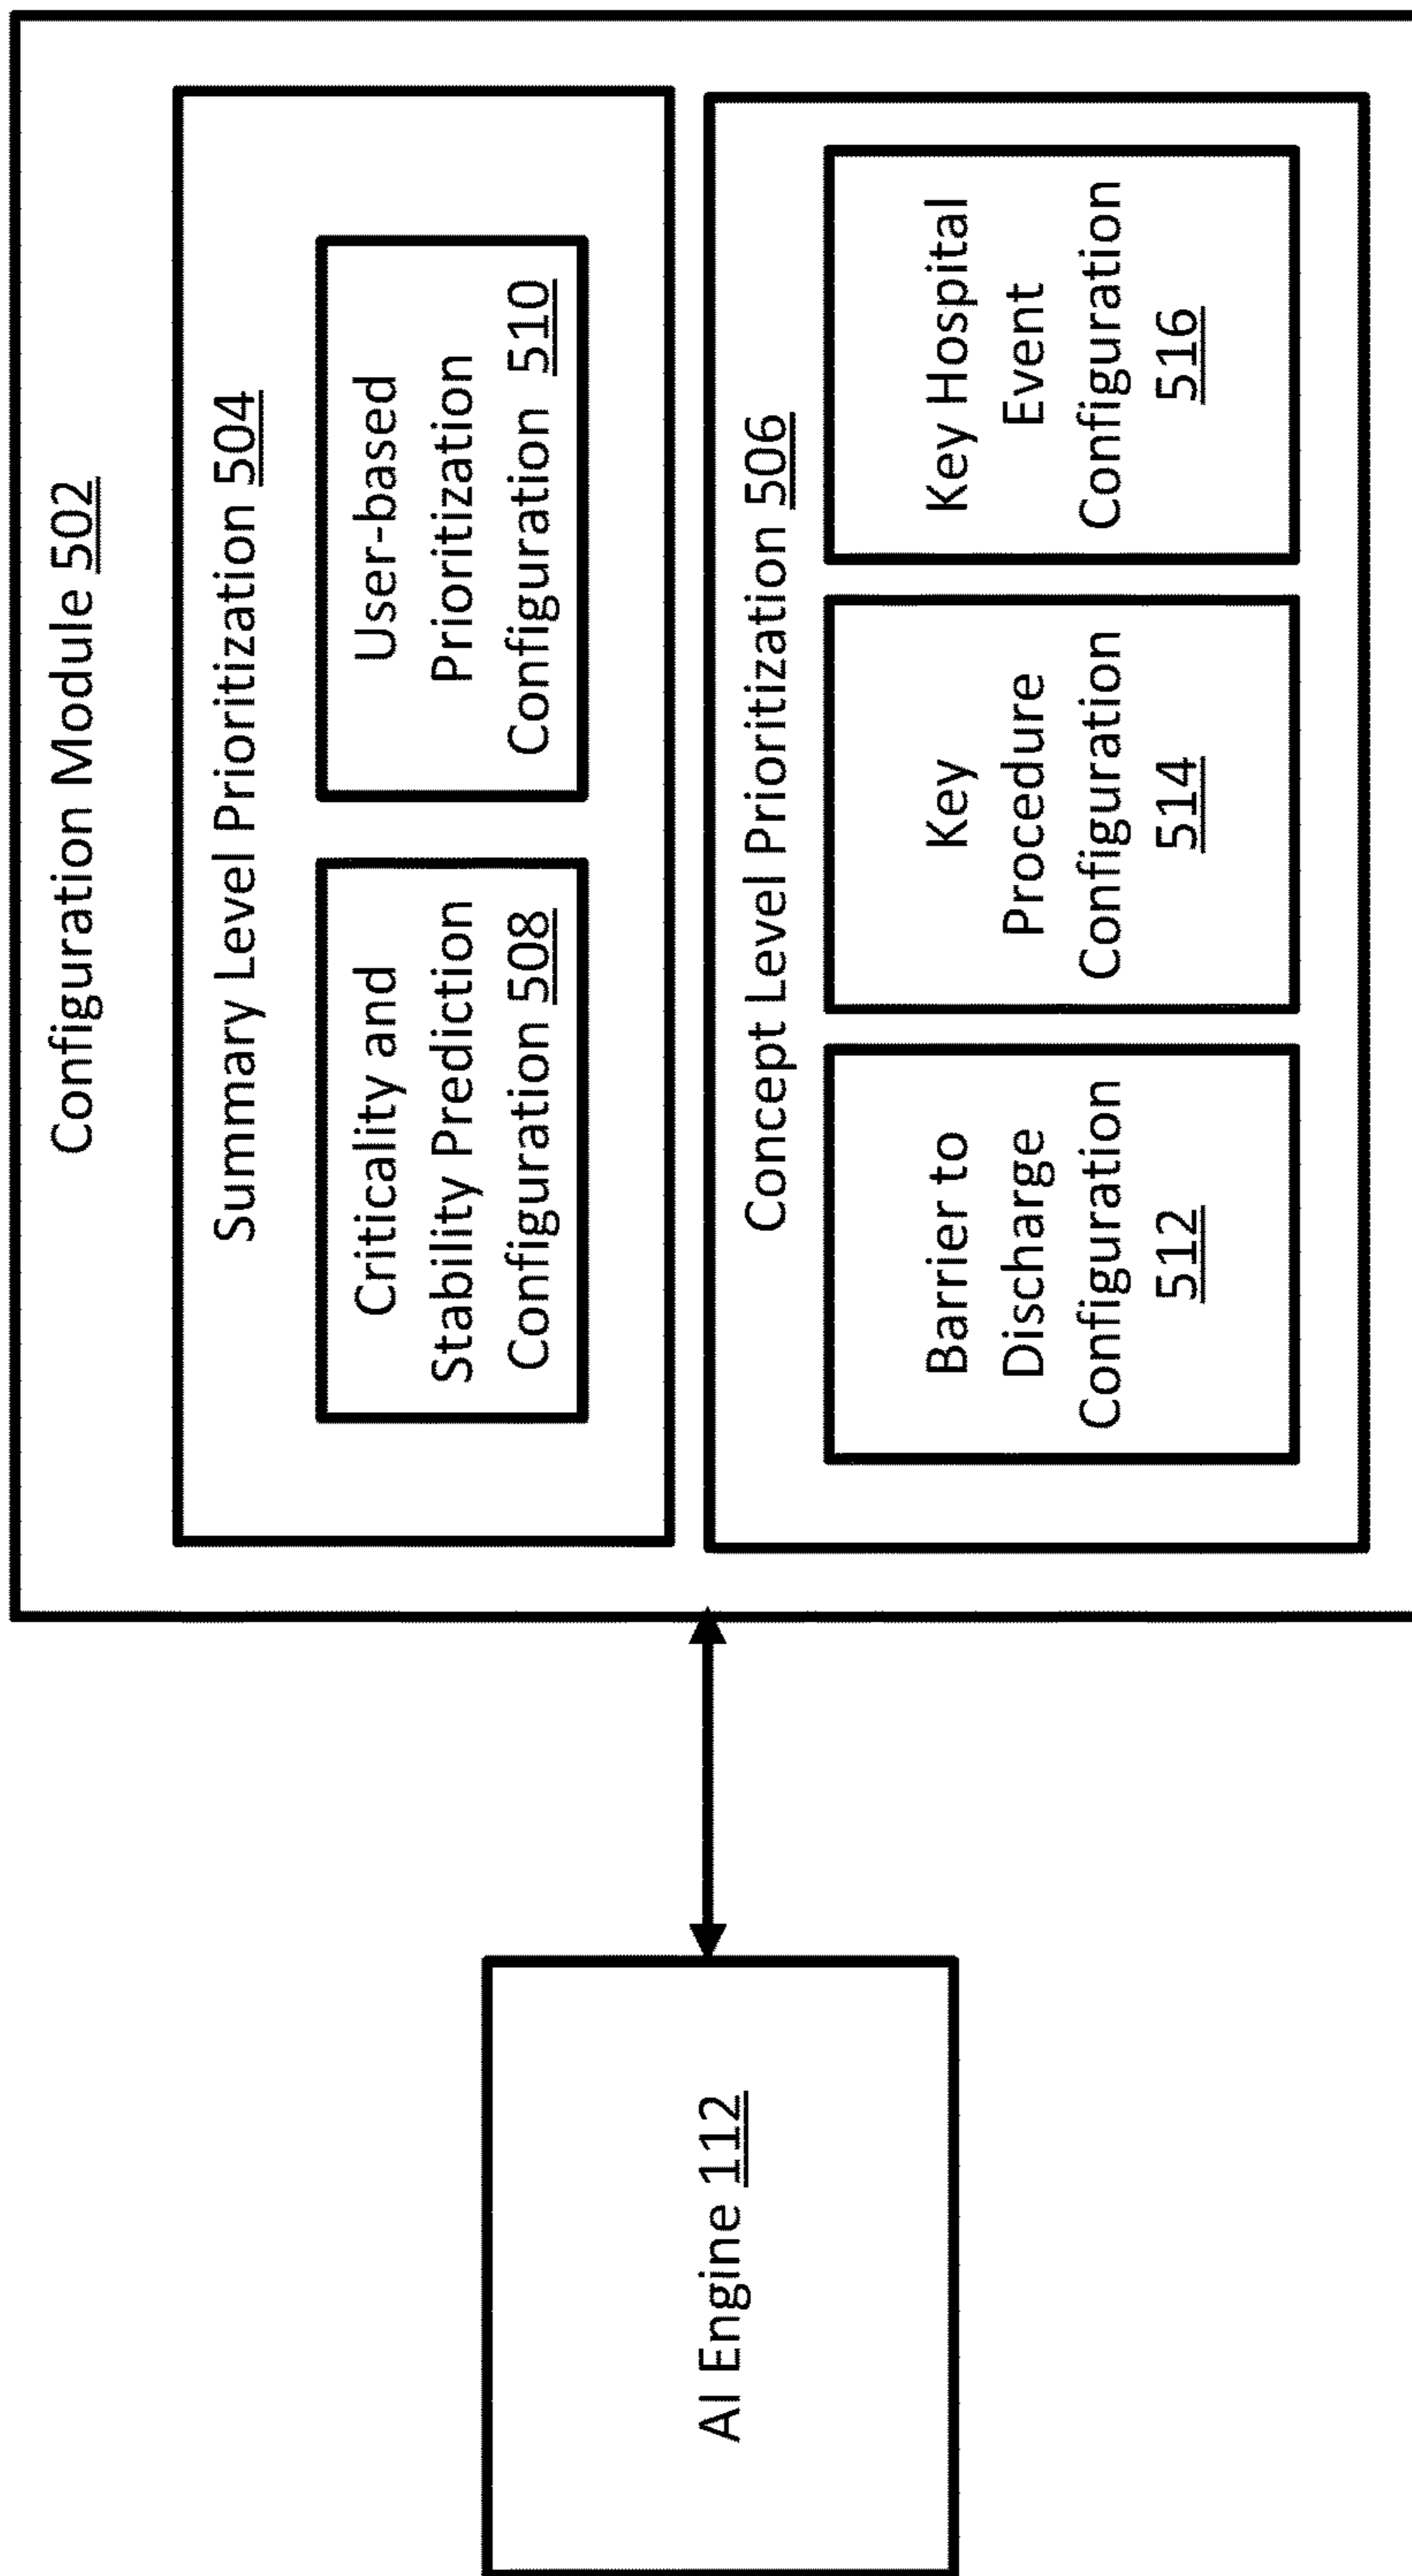 AI Engine 112
Configuration Module 502
Summary Level Prioritization 504
Criticality and
Stability Prediction
Configuration 508
User-based
Prioritization
Configuration 510
Concept Level Prioritization 506
Barrier to
Discharge
Configuration
512
Key
Procedure
Configuration
514
Key Hospital
Event
Configuration
516